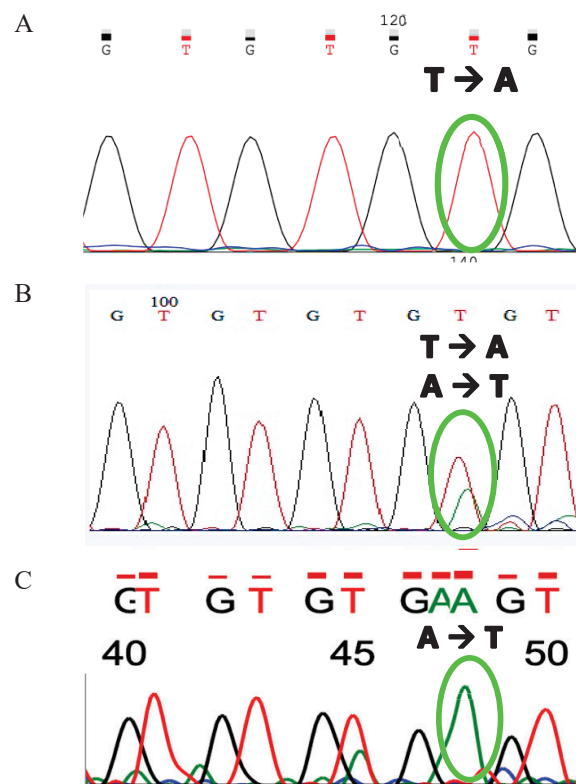 A
120
G T G T G T G
T → A
140
B
100
G T G T G T G T G T
T → A
A → T
C
G T G T G T G A A G T
40 45 50
A → T